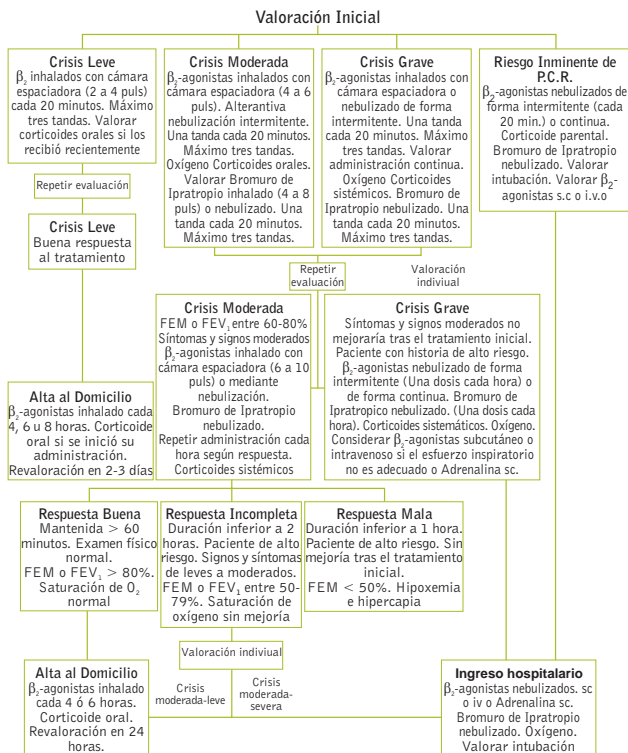 Valoración Inicial
Crisis Leve
β₂ inhalados con cámara
espaciadora (2 a 4 puls)
cada 20 minutos. Máximo
tres tandas. Valorar
corticoides orales si los
recibió recientemente
Crisis Moderada
β₂-agonistas inhalados con
cámara espaciadora (4 a 6
puls). Alterantiva
nebulización intermitente.
Una tanda cada 20 minutos.
Máximo tres tandas.
Oxígeno Corticoides orales.
Valorar Bromuro de
Ipratropio inhalado (4 a 8
puls) o nebulizado. Una
tanda cada 20 minutos.
Máximo tres tandas.
Crisis Grave
β₂-agonistas inhalados con
cámara espaciadora o
nebulizado de forma
intermitente. Una tanda
cada 20 minutos. Máximo
tres tandas. Valorar
administración continua.
Oxígeno Corticoides
sistémicos. Bromuro de
Ipratropio nebulizado. Una
tanda cada 20 minutos.
Máximo tres tandas.
Riesgo Inminente de
P.C.R.
β₂-agonistas nebulizados de
forma intermitente (cada
20 min.) o continua.
Corticoide parental.
Bromuro de Ipratropio
nebulizado. Valorar
intubación. Valorar β₂-
agonistas s.c o i.v.o
Repetir evaluación
Crisis Leve
Buena respuesta
al tratamiento
Repetir
evaluación
Valoración
indiviual
Crisis Moderada
FEM o FEV₁ entre 60-80%
Síntomas y signos moderados
β₂-agonistas inhalado con
cámara espaciadora (6 a 10
puls) o mediante
nebulización.
Bromuro de Ipratropio
nebulizado.
Repetir administración cada
hora según respuesta.
Corticoides sistémicos
Crisis Grave
Síntomas y signos moderados no
mejoraría tras el tratamiento inicial.
Paciente con historia de alto riesgo.
β₂-agonistas nebulizado de forma
intermitente (Una dosis cada hora) o
de forma continua. Bromuro de
Ipratropico nebulizado. (Una dosis cada
hora). Corticoides sistemáticos. Oxígeno.
Considerar β₂-agonistas subcutáneo o
intravenoso si el esfuerzo inspiratorio
no es adecuado o Adrenalina sc.
Alta al Domicilio
β₂-agonistas inhalado cada
4, 6 u 8 horas. Corticoide
oral si se inició su
administración.
Revaloración en 2-3 días
Respuesta Buena
Mantenida > 60
minutos. Examen físico
normal.
FEM o FEV₁ > 80%.
Saturación de O₂
normal
Respuesta Incompleta
Duración inferior a 2
horas. Paciente de alto
riesgo. Signos y síntomas
de leves a moderados.
FEM o FEV₁ entre 50-
79%. Saturación de
oxígeno sin mejoría
Respuesta Mala
Duración inferior a 1 hora.
Paciente de alto riesgo. Sin
mejoría tras el tratamiento
inicial.
FEM < 50%. Hipoxemia
e hipercapia
Valoración indiviual
Crisis
moderada-leve
Crisis
moderada-
severa
Alta al Domicilio
β₂-agonistas inhalado
cada 4 ó 6 horas.
Corticoide oral.
Revaloración en 24
horas.
Ingreso hospitalario
β₂-agonistas nebulizados. sc
o iv o Adrenalina sc.
Bromuro de Ipratropio
nebulizado. Oxígeno.
Valorar intubación